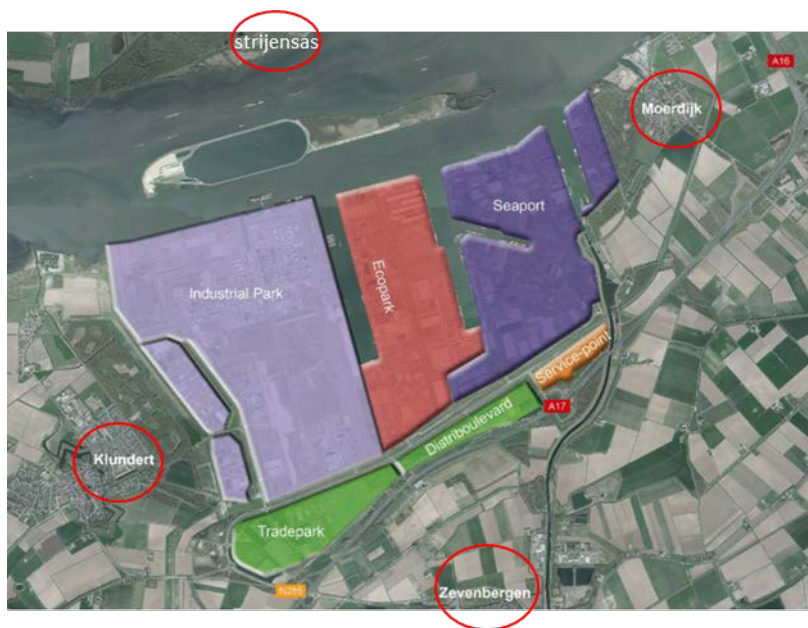 strijensas
A16
Moerdijk
Seaport
Ecopark
Industrial Park
Service-point
A17
Distriboulevard
Klundert
Tradepark
N285
Zevenbergen